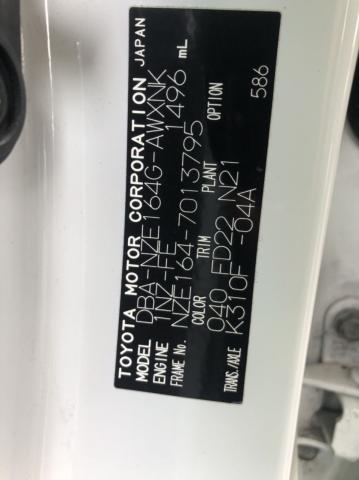 TOYOTA MOTOR CORPORATION JAPAN
MODEL DBA-NZE164G-AWXNK
ENGINE 1NZ-FE 1496 mL
FRAME No. NZE164-7013795
COLOR TRIM PLANT OPTION
040 FD22 N21
TRANS./AXLE K310F -04A 586